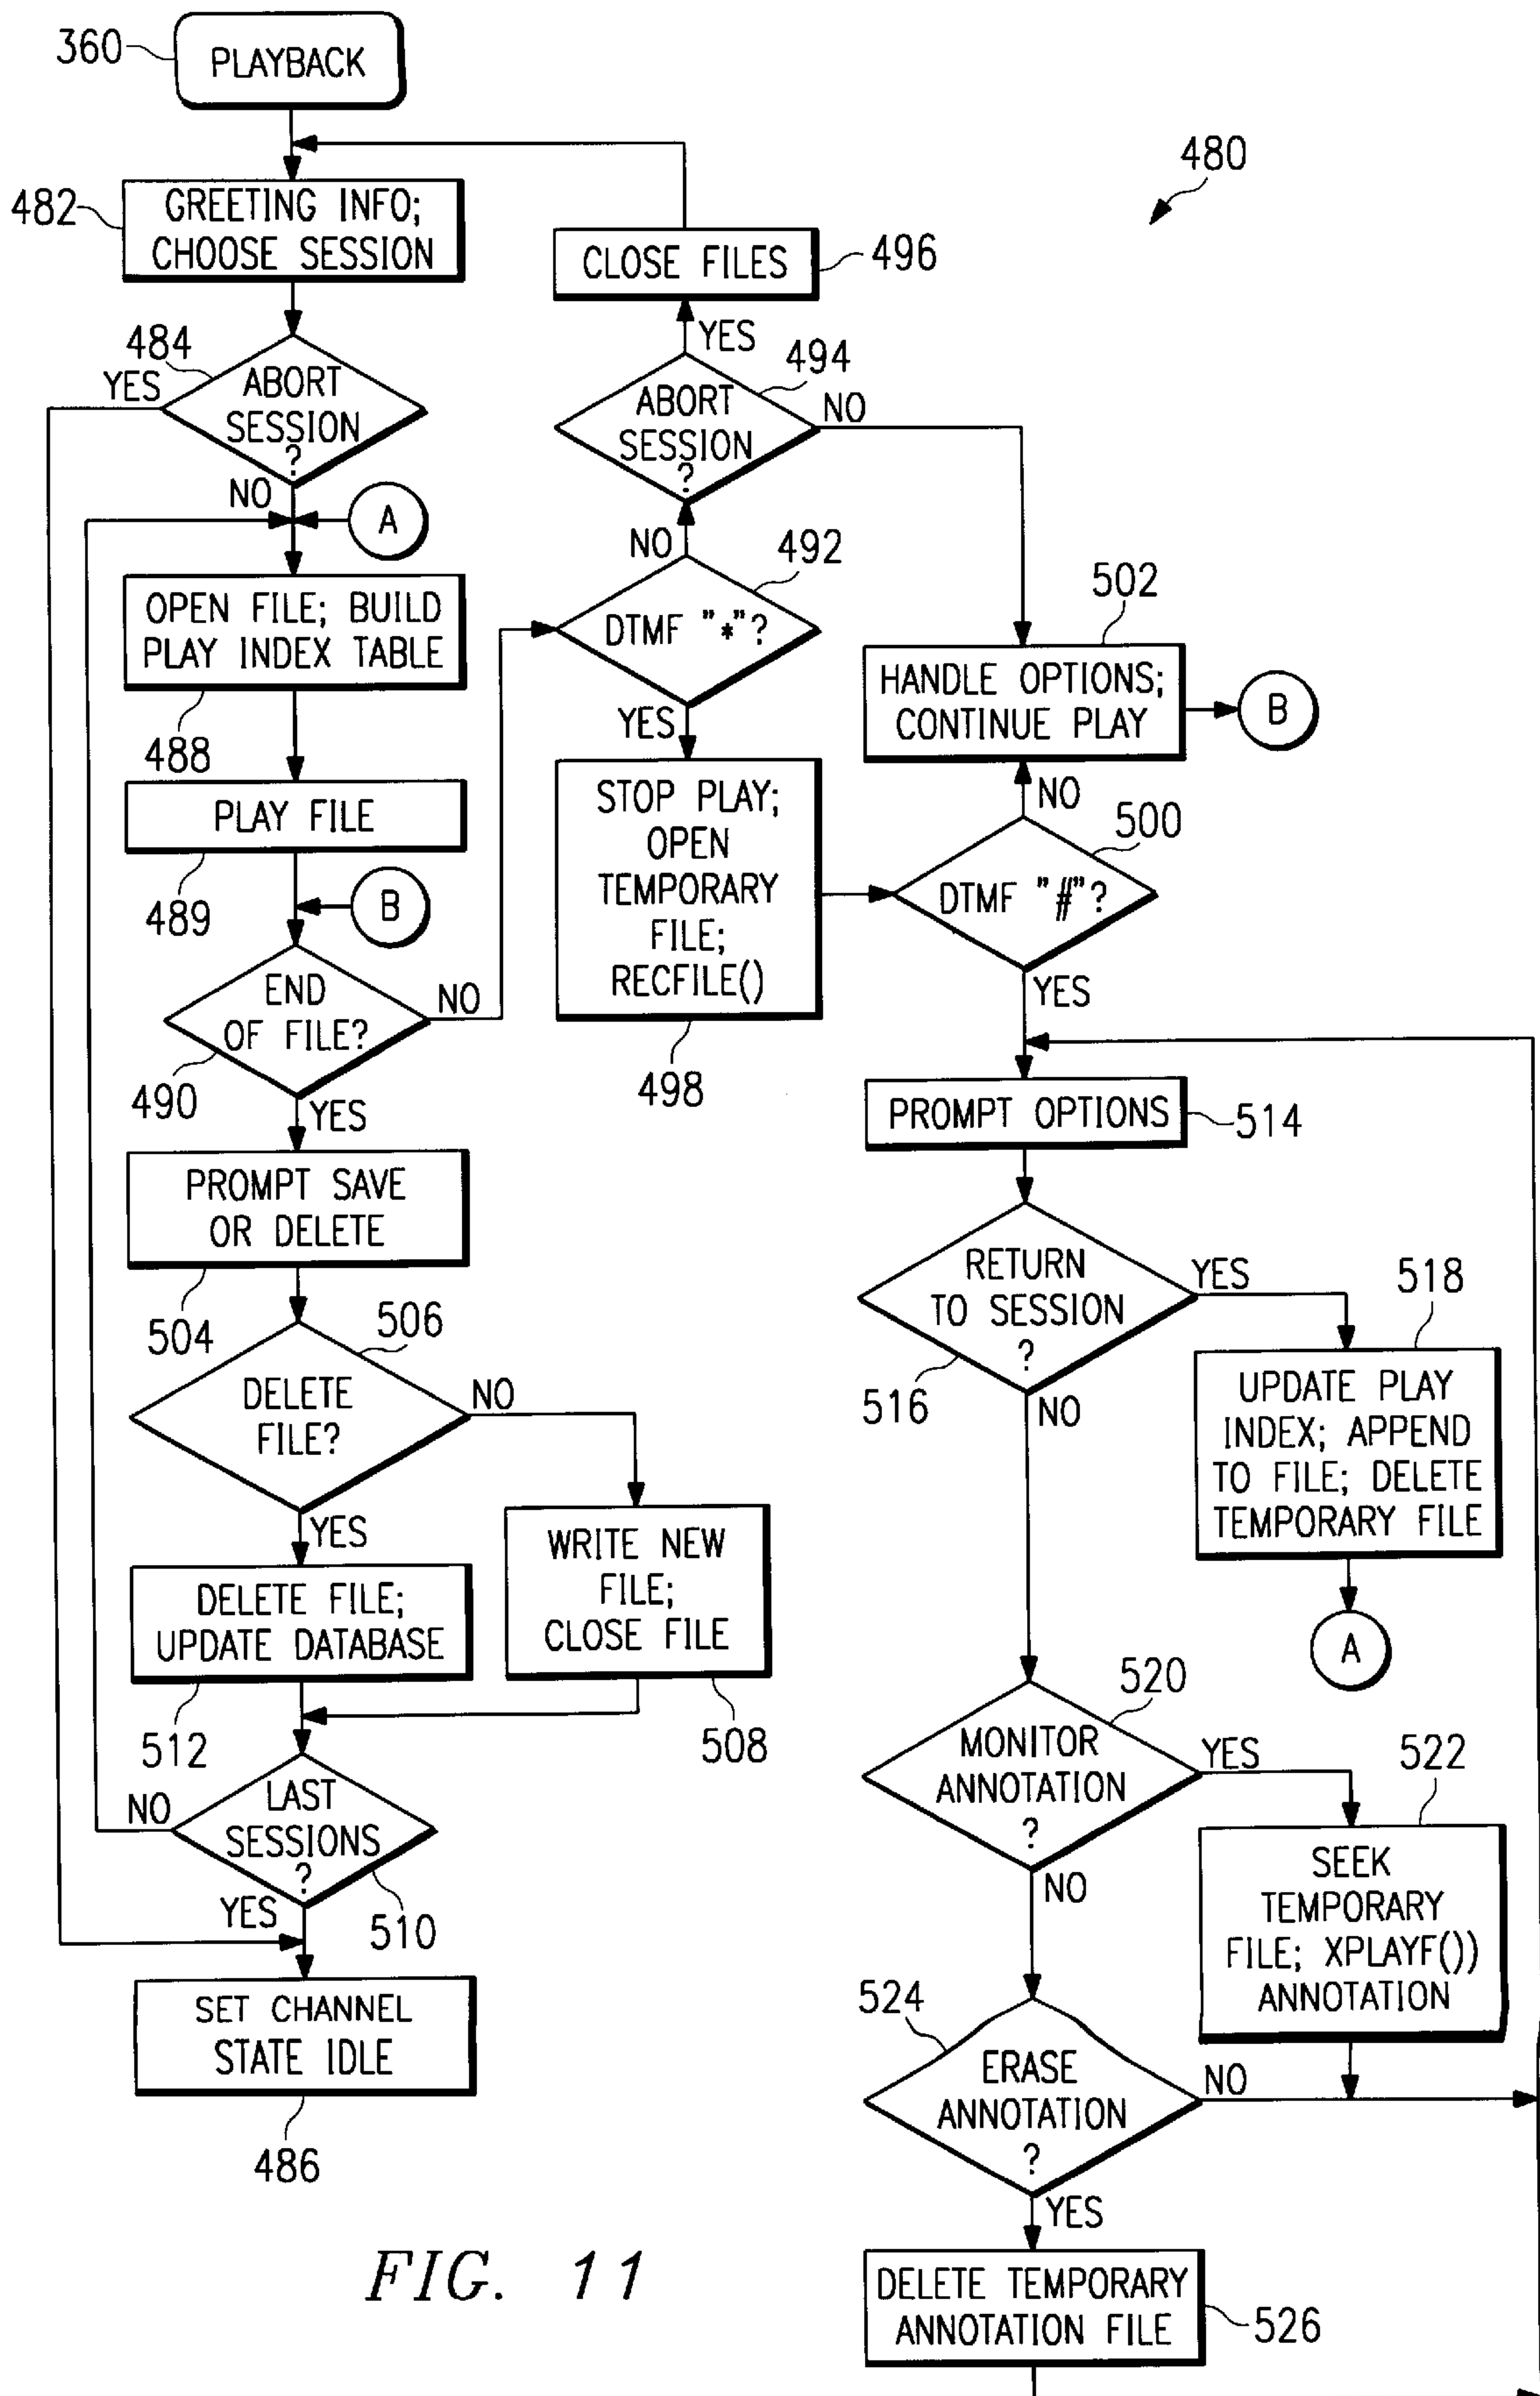 360
PLAYBACK
480
482
GREETING INFO;
CHOOSE SESSION
CLOSE FILES
496
484
YES
ABORT
SESSION
?
NO
A
YES
494
ABORT
SESSION
?
NO
OPEN FILE; BUILD
PLAY INDEX TABLE
488
PLAY FILE
489
B
END
OF FILE?
NO
490
YES
NO
492
DTMF "*"?
YES
STOP PLAY;
OPEN
TEMPORARY
FILE;
RECFILE()
498
502
HANDLE OPTIONS;
CONTINUE PLAY
B
NO
500
DTMF "#"?
YES
PROMPT OPTIONS
514
PROMPT SAVE
OR DELETE
504
506
DELETE
FILE?
NO
YES
DELETE FILE;
UPDATE DATABASE
512
WRITE NEW
FILE;
CLOSE FILE
508
NO
LAST
SESSIONS
?
YES
510
SET CHANNEL
STATE IDLE
486
RETURN
TO SESSION
?
YES
516
NO
518
UPDATE PLAY
INDEX; APPEND
TO FILE; DELETE
TEMPORARY FILE
A
520
MONITOR
ANNOTATION
?
YES
NO
522
SEEK
TEMPORARY
FILE; XPLAYF())
ANNOTATION
524
ERASE
ANNOTATION
?
NO
YES
DELETE TEMPORARY
ANNOTATION FILE
526
FIG. 11